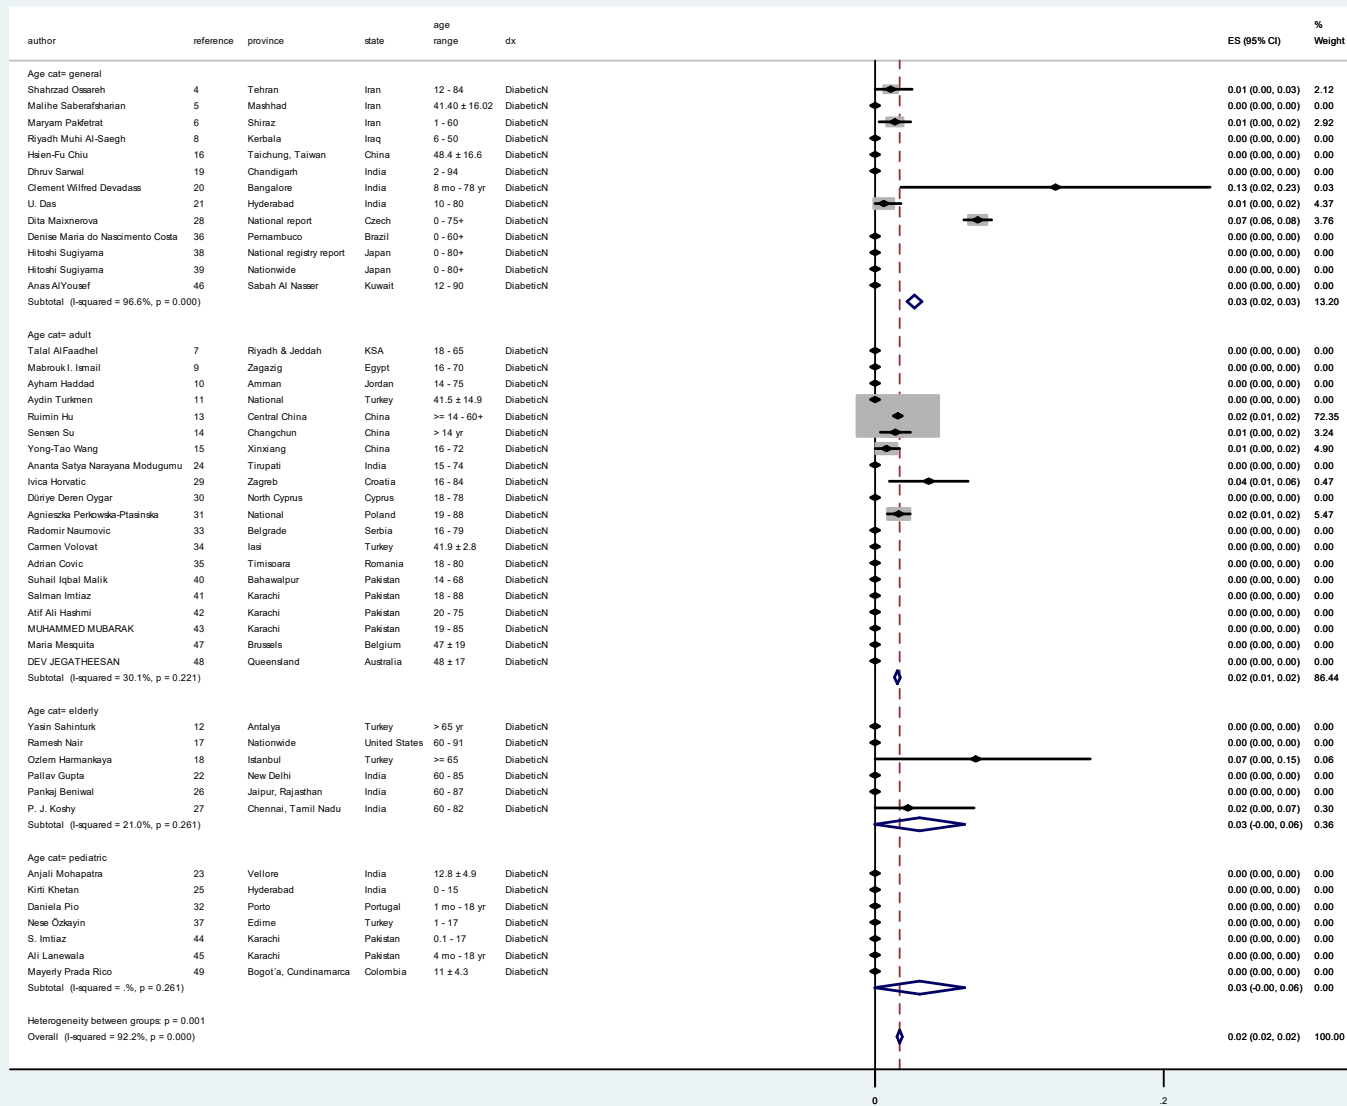 age %
author reference province state range dx ES (95% CI) Weight
Age cat= general
Shahrzad Ossareh 4 Tehran Iran 12 - 84 DiabeticN 0.01 (0.00, 0.03) 2.12
Malihe Saberafsharian 5 Mashhad Iran 41.40 ± 16.02 DiabeticN 0.00 (0.00, 0.00) 0.00
Maryam Pakfetrat 6 Shiraz Iran 1 - 60 DiabeticN 0.01 (0.00, 0.02) 2.92
Riyadh Muhi Al-Saegh 8 Kerbala Iraq 6 - 50 DiabeticN 0.00 (0.00, 0.00) 0.00
Hsien-Fu Chiu 16 Taichung, Taiwan China 48.4 ± 16.6 DiabeticN 0.00 (0.00, 0.00) 0.00
Dhruv Sarwal 19 Chandigarh India 2 - 94 DiabeticN 0.00 (0.00, 0.00) 0.00
Clement Wilfred Devadass 20 Bangalore India 8 mo - 78 yr DiabeticN 0.13 (0.02, 0.23) 0.03
U. Das 21 Hyderabad India 10 - 80 DiabeticN 0.01 (0.00, 0.02) 4.37
Dita Maixnerova 28 National report Czech 0 - 75+ DiabeticN 0.07 (0.06, 0.08) 3.76
Denise Maria do Nascimento Costa 36 Pernambuco Brazil 0 - 60+ DiabeticN 0.00 (0.00, 0.00) 0.00
Hitoshi Sugiyama 38 National registry report Japan 0 - 80+ DiabeticN 0.00 (0.00, 0.00) 0.00
Hitoshi Sugiyama 39 Nationwide Japan 0 - 80+ DiabeticN 0.00 (0.00, 0.00) 0.00
Anas AlYousef 46 Sabah Al Nasser Kuwait 12 - 90 DiabeticN 0.00 (0.00, 0.00) 0.00
Subtotal (I-squared = 96.6%, p = 0.000) 0.03 (0.02, 0.03) 13.20
Age cat= adult
Talal AlFaadhel 7 Riyadh & Jeddah KSA 18 - 65 DiabeticN 0.00 (0.00, 0.00) 0.00
Mabrouk I. Ismail 9 Zagazig Egypt 16 - 70 DiabeticN 0.00 (0.00, 0.00) 0.00
Ayham Haddad 10 Amman Jordan 14 - 75 DiabeticN 0.00 (0.00, 0.00) 0.00
Aydin Turkmen 11 National Turkey 41.5 ± 14.9 DiabeticN 0.00 (0.00, 0.00) 0.00
Ruimin Hu 13 Central China China >= 14 - 60+ DiabeticN 0.02 (0.01, 0.02) 72.35
Sensen Su 14 Changchun China > 14 yr DiabeticN 0.01 (0.00, 0.02) 3.24
Yong-Tao Wang 15 Xinxiang China 16 - 72 DiabeticN 0.01 (0.00, 0.02) 4.90
Ananta Satya Narayana Modugumu 24 Tirupati India 15 - 74 DiabeticN 0.00 (0.00, 0.00) 0.00
Ivica Horvatic 29 Zagreb Croatia 16 - 84 DiabeticN 0.04 (0.01, 0.06) 0.47
Düriye Deren Oygar 30 North Cyprus Cyprus 18 - 78 DiabeticN 0.00 (0.00, 0.00) 0.00
Agnieszka Perkowska-Ptasinska 31 National Poland 19 - 88 DiabeticN 0.02 (0.01, 0.02) 5.47
Radomir Naumovic 33 Belgrade Serbia 16 - 79 DiabeticN 0.00 (0.00, 0.00) 0.00
Carmen Volovat 34 Iasi Turkey 41.9 ± 2.8 DiabeticN 0.00 (0.00, 0.00) 0.00
Adrian Covic 35 Timisoara Romania 18 - 80 DiabeticN 0.00 (0.00, 0.00) 0.00
Suhail Iqbal Malik 40 Bahawalpur Pakistan 14 - 68 DiabeticN 0.00 (0.00, 0.00) 0.00
Salman Imtiaz 41 Karachi Pakistan 18 - 88 DiabeticN 0.00 (0.00, 0.00) 0.00
Atif Ali Hashmi 42 Karachi Pakistan 20 - 75 DiabeticN 0.00 (0.00, 0.00) 0.00
MUHAMMED MUBARAK 43 Karachi Pakistan 19 - 85 DiabeticN 0.00 (0.00, 0.00) 0.00
Maria Mesquita 47 Brussels Belgium 47 ± 19 DiabeticN 0.00 (0.00, 0.00) 0.00
DEV JEGATHEESAN 48 Queensland Australia 48 ± 17 DiabeticN 0.00 (0.00, 0.00) 0.00
Subtotal (I-squared = 30.1%, p = 0.221) 0.02 (0.01, 0.02) 86.44
Age cat= elderly
Yasin Sahinturk 12 Antalya Turkey > 65 yr DiabeticN 0.00 (0.00, 0.00) 0.00
Ramesh Nair 17 Nationwide United States 60 - 91 DiabeticN 0.00 (0.00, 0.00) 0.00
Ozlem Harmankaya 18 Istanbul Turkey >= 65 DiabeticN 0.07 (0.00, 0.15) 0.06
Pallav Gupta 22 New Delhi India 60 - 85 DiabeticN 0.00 (0.00, 0.00) 0.00
Pankaj Beniwal 26 Jaipur, Rajasthan India 60 - 87 DiabeticN 0.00 (0.00, 0.00) 0.00
P. J. Koshy 27 Chennai, Tamil Nadu India 60 - 82 DiabeticN 0.02 (0.00, 0.07) 0.30
Subtotal (I-squared = 21.0%, p = 0.261) 0.03 (-0.00, 0.06) 0.36
Age cat= pediatric
Anjali Mohapatra 23 Vellore India 12.8 ± 4.9 DiabeticN 0.00 (0.00, 0.00) 0.00
Kirti Khetan 25 Hyderabad India 0 - 15 DiabeticN 0.00 (0.00, 0.00) 0.00
Daniela Pio 32 Porto Portugal 1 mo - 18 yr DiabeticN 0.00 (0.00, 0.00) 0.00
Nese Özkayin 37 Edirne Turkey 1 - 17 DiabeticN 0.00 (0.00, 0.00) 0.00
S. Imtiaz 44 Karachi Pakistan 0.1 - 17 DiabeticN 0.00 (0.00, 0.00) 0.00
Ali Lanewala 45 Karachi Pakistan 4 mo - 18 yr DiabeticN 0.00 (0.00, 0.00) 0.00
Mayerly Prada Rico 49 Bogot´a, Cundinamarca Colombia 11 ± 4.3 DiabeticN 0.00 (0.00, 0.00) 0.00
Subtotal (I-squared = .%, p = 0.261) 0.03 (-0.00, 0.06) 0.00
Heterogeneity between groups: p = 0.001
Overall (I-squared = 92.2%, p = 0.000) 0.02 (0.02, 0.02) 100.00
0 .2